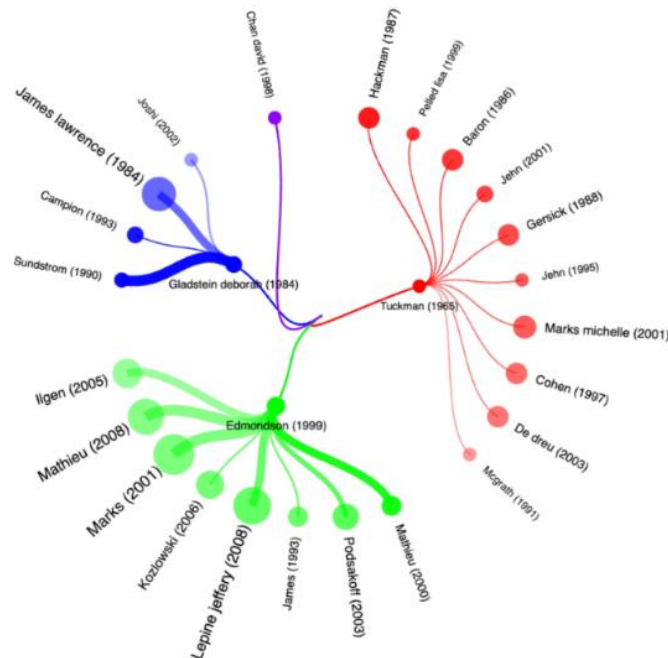 Chan david (1998)
Hackman (1987)
Pelled lisa (1999)
Baron (1986)
Jehn (2001)
Gersick (1988)
Jehn (1995)
Marks michelle (2001)
Cohen (1997)
De dreu (2003)
Mcgrath (1991)
Tuckman (1965)
Joshi (2002)
James lawrence (1984)
Campion (1993)
Sundstrom (1990)
Gladstein deborah (1984)
Edmondson (1999)
Ilgen (2005)
Mathieu (2008)
Marks (2001)
Kozlowski (2006)
Lepine jeffery (2008)
James (1993)
Podsakoff (2003)
Mathieu (2000)